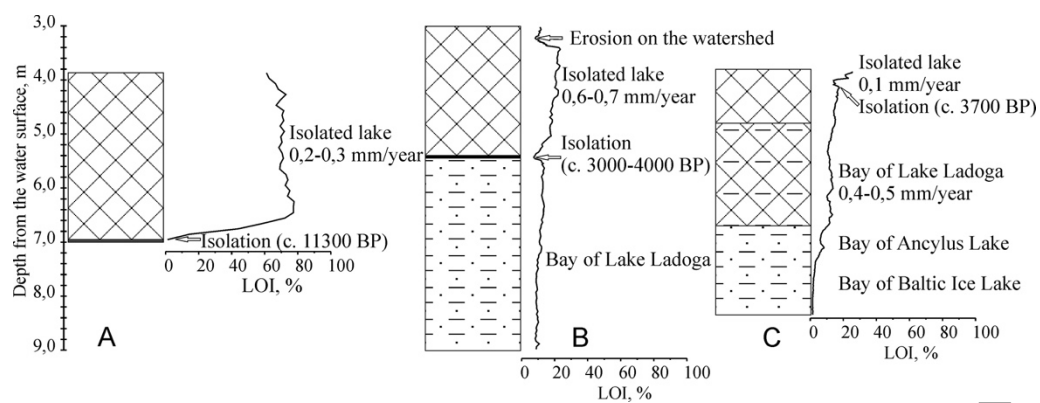 Depth from the water surface, m
3,0
4,0
5,0
6,0
7,0
8,0
9,0
Isolated lake
0,2-0,3 mm/year
Isolation (c. 11300 BP)
0 20 40 60 80 100
LOI, %
A
Erosion on the watershed
Isolated lake
0,6-0,7 mm/year
Isolation
(c. 3000-4000 BP)
Bay of Lake Ladoga
B
0 20 40 60 80 100
LOI, %
Isolated lake
0,1 mm/year
Isolation (c. 3700 BP)
Bay of Lake Ladoga
0,4-0,5 mm/year
Bay of Ancylus Lake
Bay of Baltic Ice Lake
C
0 20 40 60 80 100
LOI, %